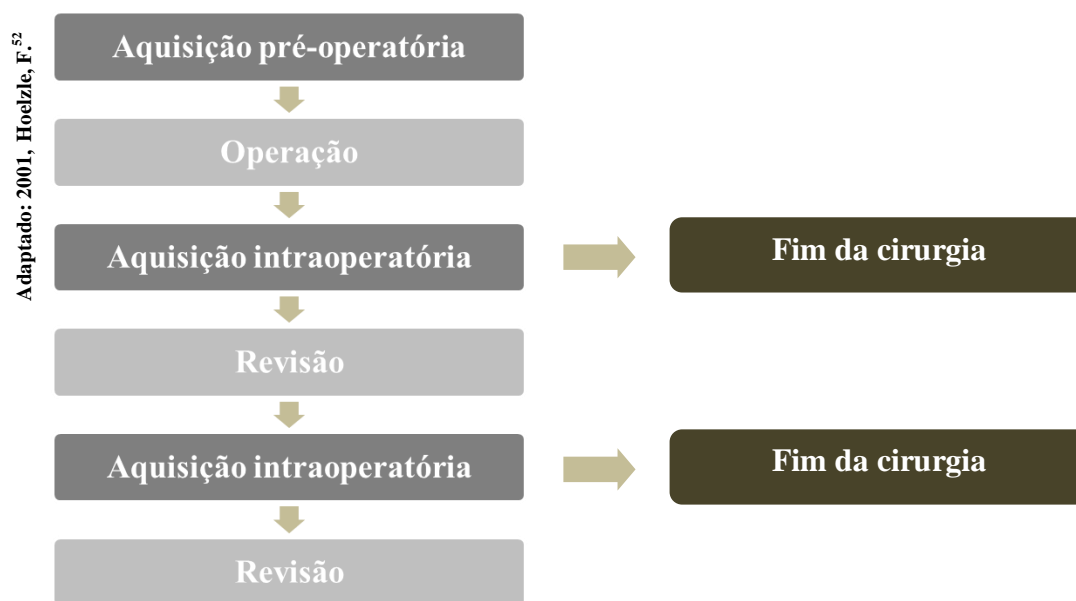 Adaptado: 2001, Hoelzle, F.52
Aquisição pré-operatória
Operação
Aquisição intraoperatória
Fim da cirurgia
Revisão
Aquisição intraoperatória
Fim da cirurgia
Revisão